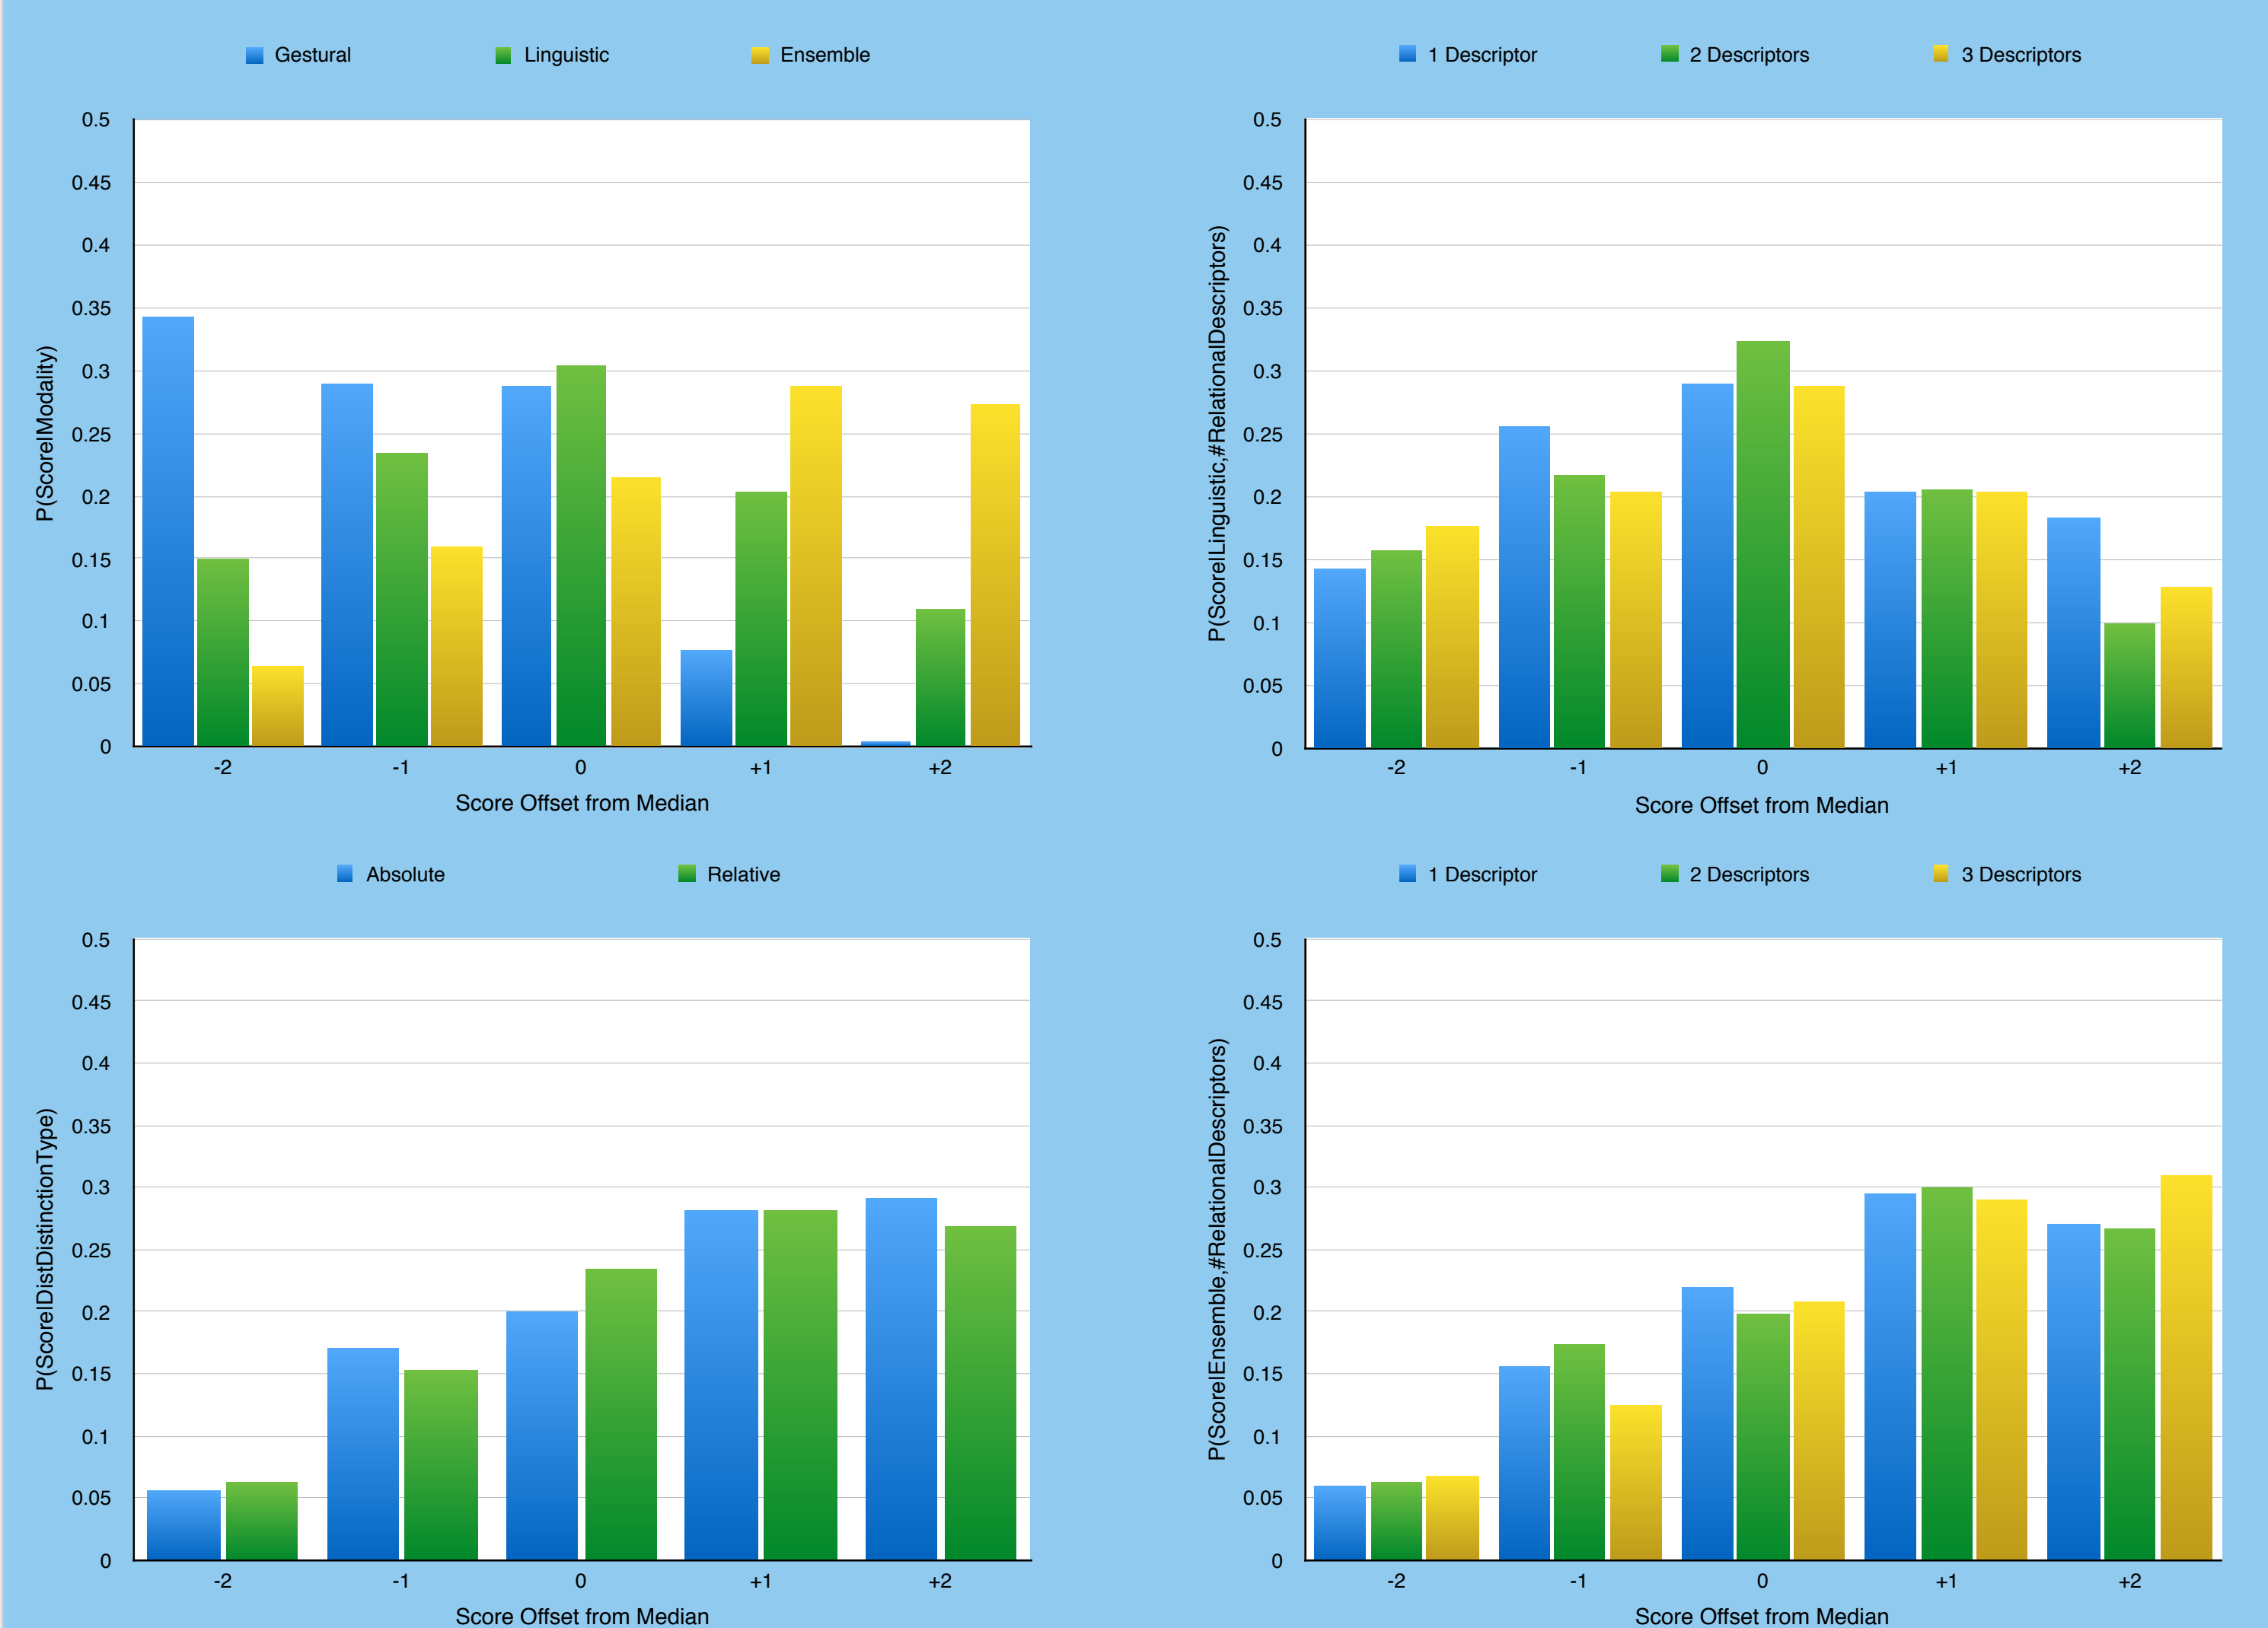 Gestural Linguistic Ensemble
0.5
0.45
0.4
0.35
0.3
0.25
0.2
0.15
0.1
0.05
0
P(Score|Modality)
-2 -1 0 +1 +2
Score Offset from Median
1 Descriptor 2 Descriptors 3 Descriptors
0.5
0.45
0.4
0.35
0.3
0.25
0.2
0.15
0.1
0.05
0
P(Score|Linguistic,#RelationalDescriptors)
-2 -1 0 +1 +2
Score Offset from Median
Absolute Relative
0.5
0.45
0.4
0.35
0.3
0.25
0.2
0.15
0.1
0.05
0
P(Score|DistDistinctionType)
-2 -1 0 +1 +2
Score Offset from Median
1 Descriptor 2 Descriptors 3 Descriptors
0.5
0.45
0.4
0.35
0.3
0.25
0.2
0.15
0.1
0.05
0
P(Score|Ensemble,#RelationalDescriptors)
-2 -1 0 +1 +2
Score Offset from Median